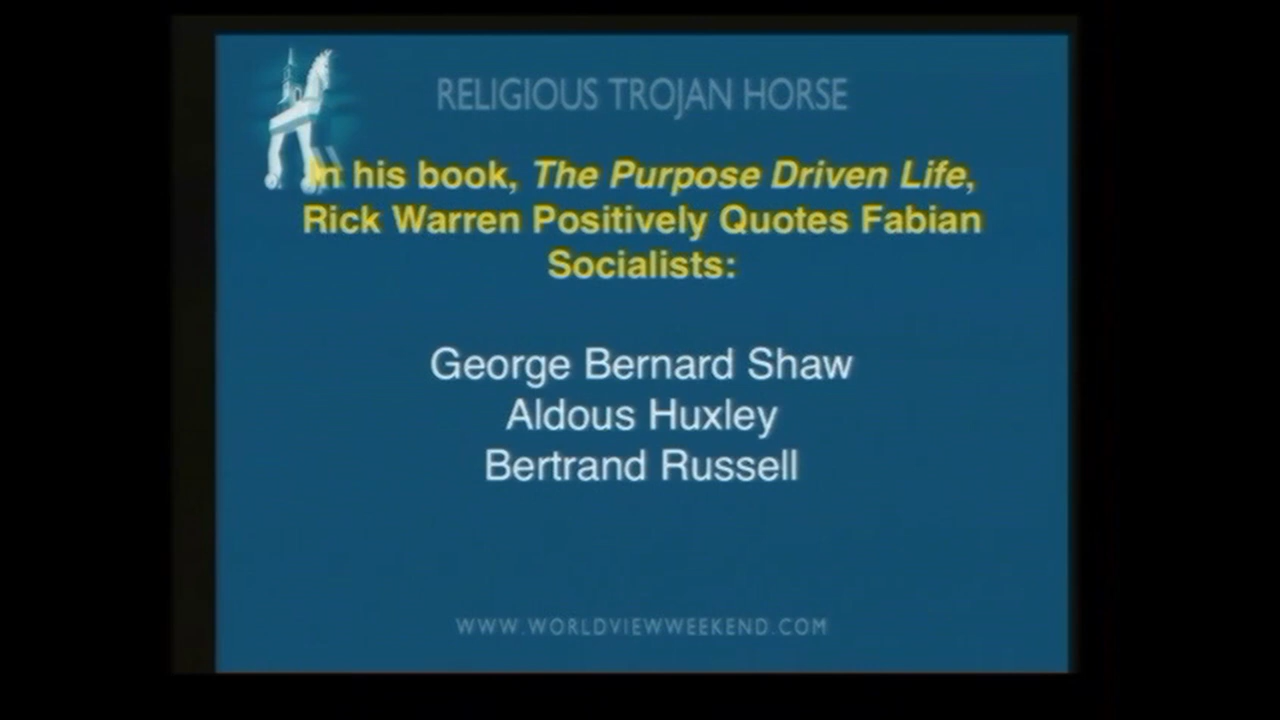 RELIGIOUS TROJAN HORSE
In his book, The Purpose Driven Life,
Rick Warren Positively Quotes Fabian
Socialists:
George Bernard Shaw
Aldous Huxley
Bertrand Russell
WWW.WORLDVIEWWEEKEND.COM